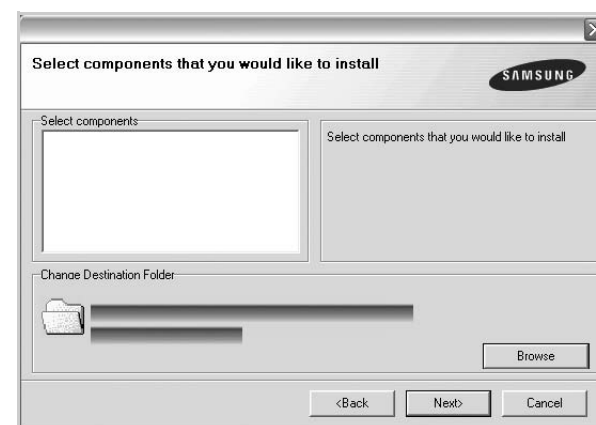 Select components that you would like to install
SAMSUNG
Select components
Select components that you would like to install
Change Destination Folder
Browse
<Back
Next>
Cancel